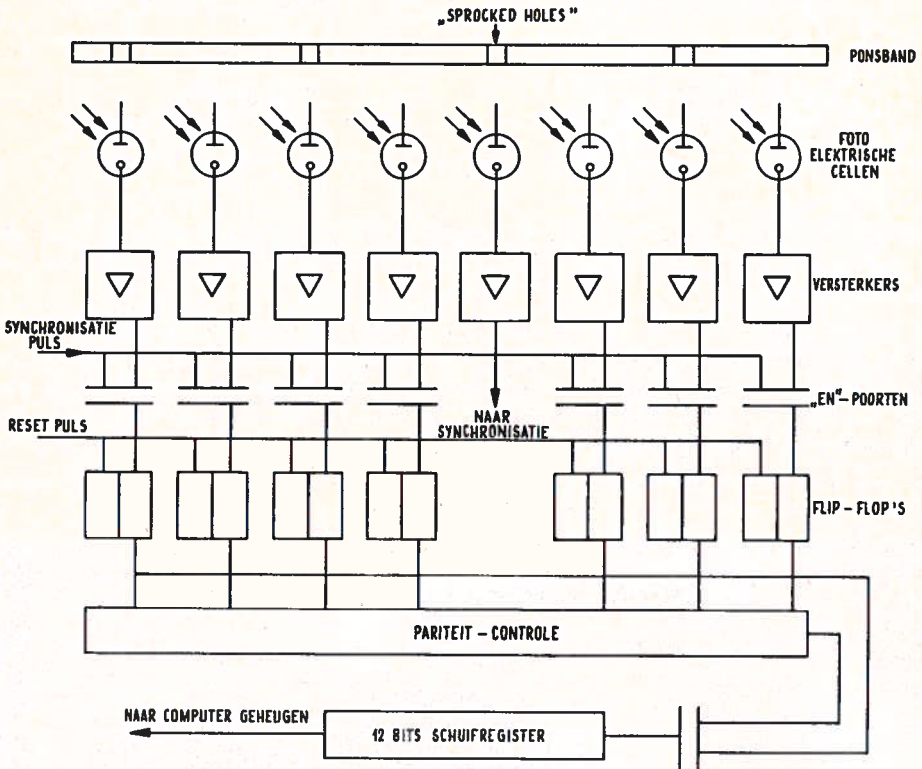 „SPROCKED HOLES"
PONSBAND
FOTO
ELEKTRISCHE
CELLEN
VERSTERKERS
SYNCHRONISATIE
PULS
„EN"-POORTEN
NAAR
SYNCHRONISATIE
RESET PULS
FLIP-FLOP'S
PARITEIT-CONTROLE
NAAR COMPUTER GEHEUGEN
12 BITS SCHUIFREGISTER